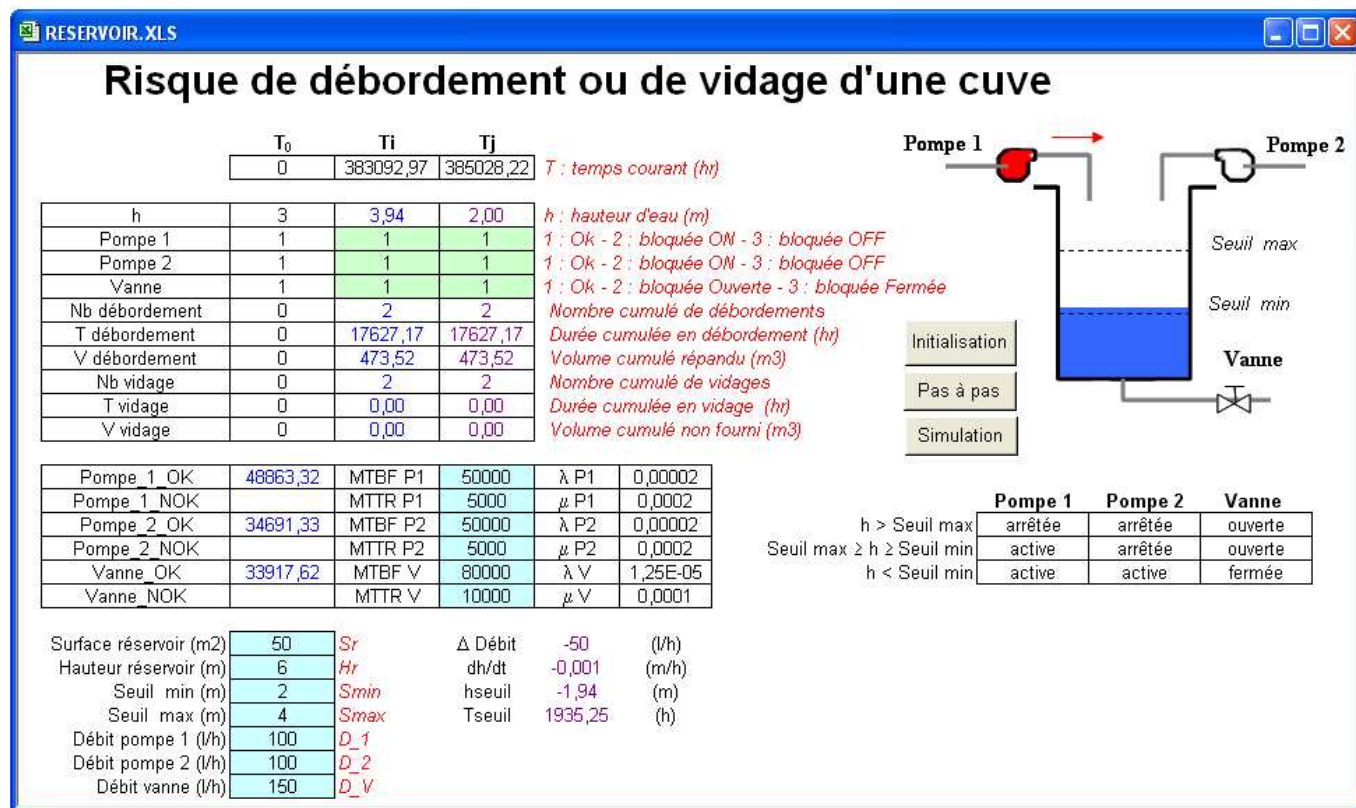 RESERVOIR.XLS
Risque de débordement ou de vidage d'une cuve
T0 Ti Tj
0 383092,97 385028,22 T : temps courant (hr)
h 3 3,94 2,00 h : hauteur d'eau (m)
Pompe 1 1 1 1 1 : Ok - 2 : bloquée ON - 3 : bloquée OFF
Pompe 2 1 1 1 1 : Ok - 2 : bloquée ON - 3 : bloquée OFF
Vanne 1 1 1 1 : Ok - 2 : bloquée Ouverte - 3 : bloquée Fermée
Nb débordement 0 2 2 Nombre cumulé de débordements
T débordement 0 17627,17 17627,17 Durée cumulée en débordement (hr)
V débordement 0 473,52 473,52 Volume cumulé répandu (m3)
Nb vidage 0 2 2 Nombre cumulé de vidages
T vidage 0 0,00 0,00 Durée cumulée en vidage (hr)
V vidage 0 0,00 0,00 Volume cumulé non fourni (m3)
Pompe 1
Pompe 2
Seuil max
Seuil min
Vanne
Initialisation
Pas à pas
Simulation
Pompe_1_OK 48863,32 MTBF P1 50000 λ P1 0,00002
Pompe_1_NOK MTTR P1 5000 μ P1 0,0002
Pompe_2_OK 34691,33 MTBF P2 50000 λ P2 0,00002
Pompe_2_NOK MTTR P2 5000 μ P2 0,0002
Vanne_OK 33917,62 MTBF V 80000 λ V 1,25E-05
Vanne_NOK MTTR V 10000 μ V 0,0001
Pompe 1 Pompe 2 Vanne
h > Seuil max arrêtée arrêtée ouverte
Seuil max ≥ h ≥ Seuil min active arrêtée ouverte
h < Seuil min active active fermée
Surface réservoir (m2) 50 Sr Δ Débit -50 (l/h)
Hauteur réservoir (m) 6 Hr dh/dt -0,001 (m/h)
Seuil min (m) 2 Smin hseuil -1,94 (m)
Seuil max (m) 4 Smax Tseuil 1935,25 (h)
Débit pompe 1 (l/h) 100 D_1
Débit pompe 2 (l/h) 100 D_2
Débit vanne (l/h) 150 D_V